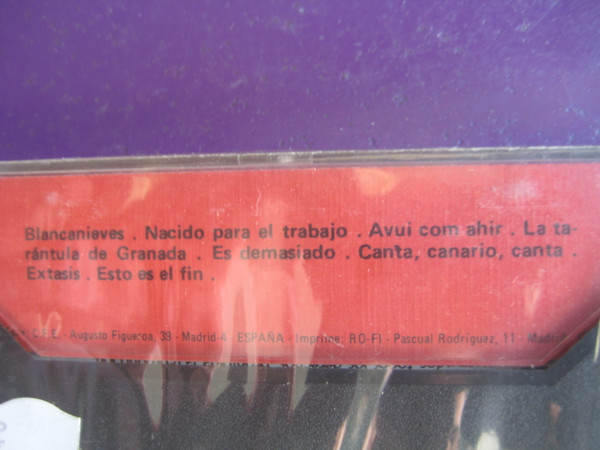 Blancanieves . Nacido para el trabajo . Avui com ahir . La ta-
rántula de Granada . Es demasiado . Canta, canario, canta .
Extasis . Esto es el fin .
C.B.E. - Augusto Figueroa, 39 - Madrid-4 - ESPAÑA - Imprime: RO-FI - Pascual Rodríguez, 11 - Madrid